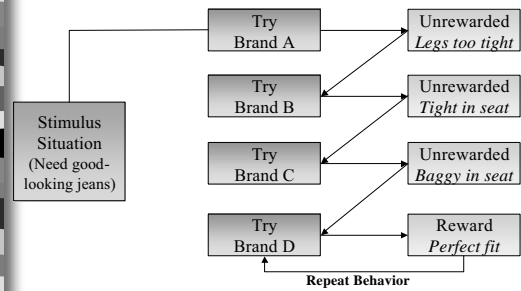 Try
Brand A
Unrewarded
Legs too tight
Try
Brand B
Unrewarded
Tight in seat
Stimulus
Situation
(Need good-
looking jeans)
Try
Brand C
Unrewarded
Baggy in seat
Try
Brand D
Reward
Perfect fit
Repeat Behavior